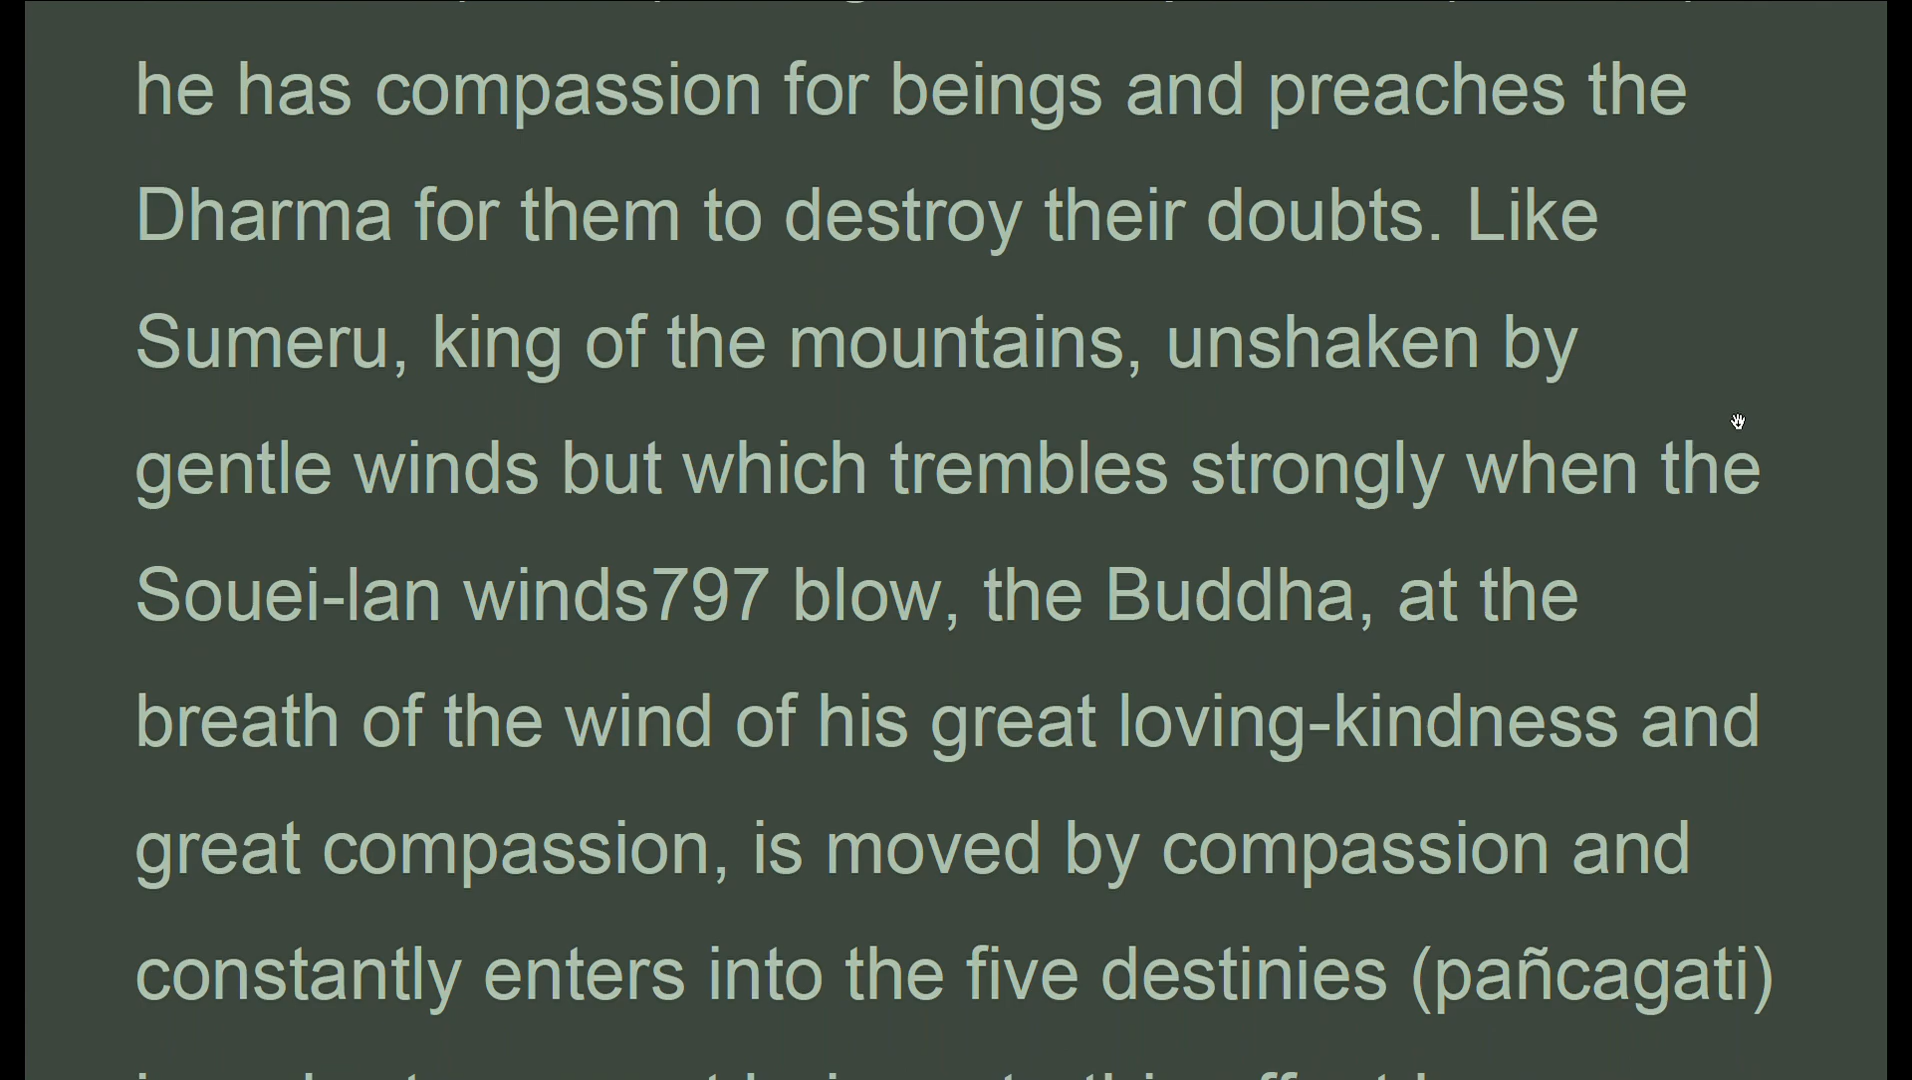 he has compassion for beings and preaches the
Dharma for them to destroy their doubts. Like
Sumeru, king of the mountains, unshaken by
gentle winds but which trembles strongly when the
Souei-lan winds797 blow, the Buddha, at the
breath of the wind of his great loving-kindness and
great compassion, is moved by compassion and
constantly enters into the five destinies (pañcagati)